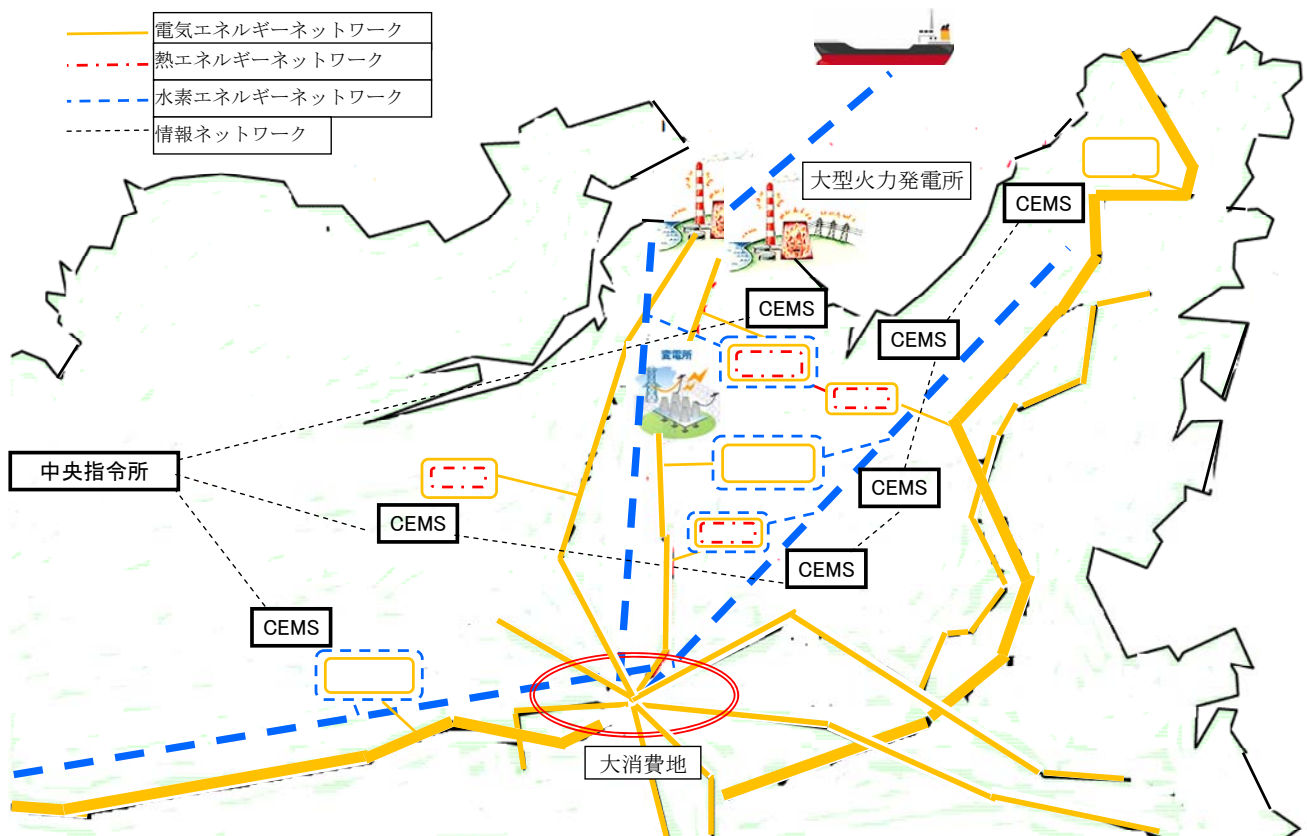 電気エネルギーネットワーク
熱エネルギーネットワーク
水素エネルギーネットワーク
情報ネットワーク
大型火力発電所
CEMS
CEMS
CEMS
変電所
中央指令所
CEMS
CEMS
CEMS
CEMS
大消費地